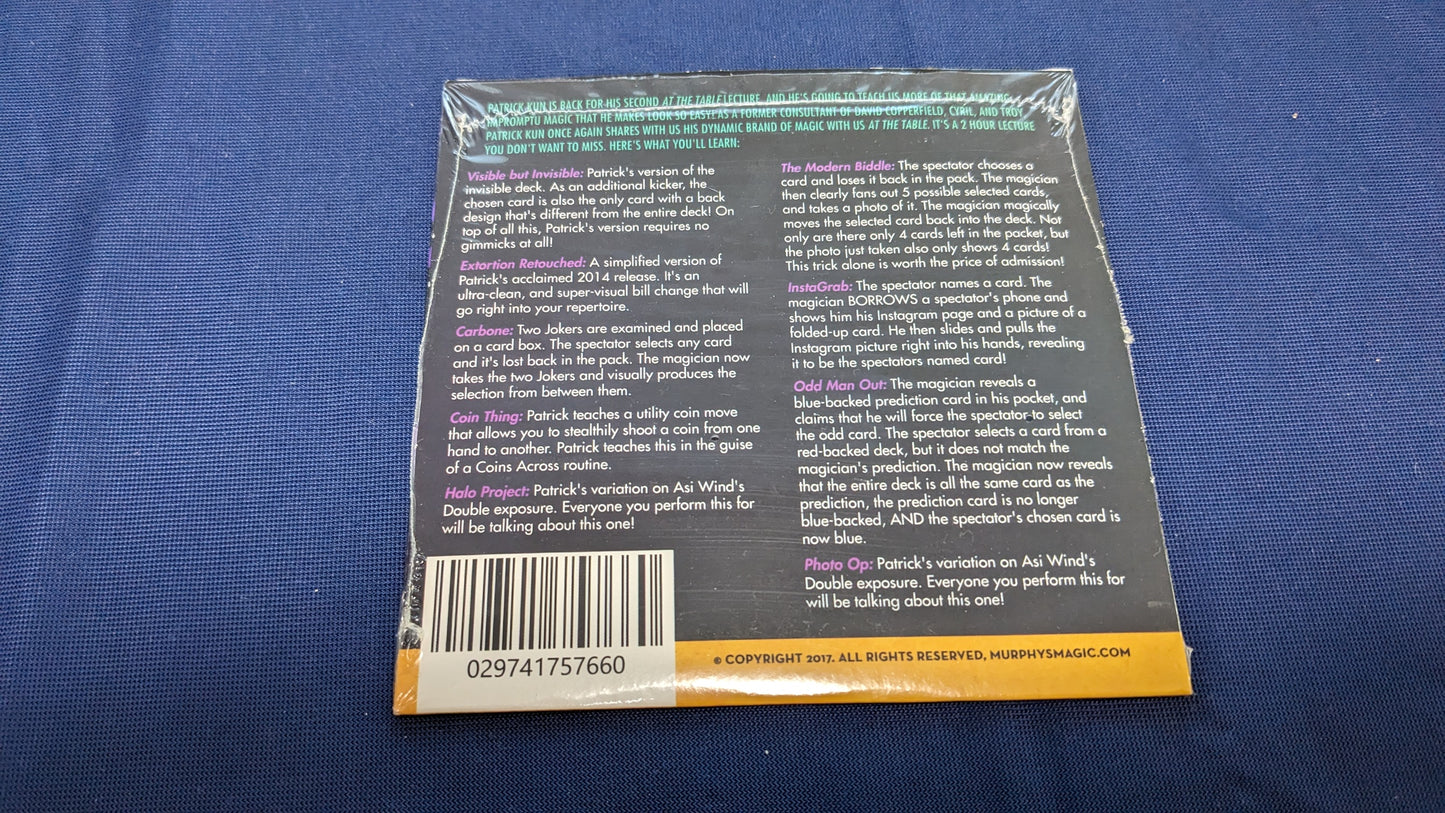 PATRICK KUN IS BACK FOR HIS SECOND AT THE TABLE LECTURE, AND HE'S GOING TO TEACH US MORE OF THAT AMAZING
IMPROMPTU MAGIC THAT HE MAKES LOOK SO EASY! AS A FORMER CONSULTANT OF DAVID COPPERFIELD, CYRIL, AND TROY,
PATRICK KUN ONCE AGAIN SHARES WITH US HIS DYNAMIC BRAND OF MAGIC WITH US AT THE TABLE. IT'S A 2 HOUR LECTURE
YOU DON'T WANT TO MISS. HERE'S WHAT YOU'LL LEARN:
Visible but Invisible: Patrick's version of the
invisible deck. As an additional kicker, the
chosen card is also the only card with a back
design that's different from the entire deck! On
top of all this, Patrick's version requires no
gimmicks at all!
Extortion Retouched: A simplified version of
Patrick's acclaimed 2014 release. It's an
ultra-clean, and super-visual bill change that will
go right into your repertoire.
Carbone: Two Jokers are examined and placed
on a card box. The spectator selects any card
and it's lost back in the pack. The magician now
takes the two Jokers and visually produces the
selection from between them.
Coin Thing: Patrick teaches a utility coin move
that allows you to stealthily shoot a coin from one
hand to another. Patrick teaches this in the guise
of a Coins Across routine.
Halo Project: Patrick's variation on Asi Wind's
Double exposure. Everyone you perform this for
will be talking about this one!
The Modern Biddle: The spectator chooses a
card and loses it back in the pack. The magician
then clearly fans out 5 possible selected cards,
and takes a photo of it. The magician magically
moves the selected card back into the deck. Not
only are there only 4 cards left in the packet, but
the photo just taken also only shows 4 cards!
This trick alone is worth the price of admission!
InstaGrab: The spectator names a card. The
magician BORROWS a spectator's phone and
shows him his Instagram page and a picture of a
folded-up card. He then slides and pulls the
Instagram picture right into his hands, revealing
it to be the spectators named card!
Odd Man Out: The magician reveals a
blue-backed prediction card in his pocket, and
claims that he will force the spectator to select
the odd card. The spectator selects a card from a
red-backed deck, but it does not match the
magician's prediction. The magician now reveals
that the entire deck is all the same card as the
prediction, the prediction card is no longer
blue-backed, AND the spectator's chosen card is
now blue.
Photo Op: Patrick's variation on Asi Wind's
Double exposure. Everyone you perform this for
will be talking about this one!
029741757660
© COPYRIGHT 2017. ALL RIGHTS RESERVED, MURPHYSMAGIC.COM